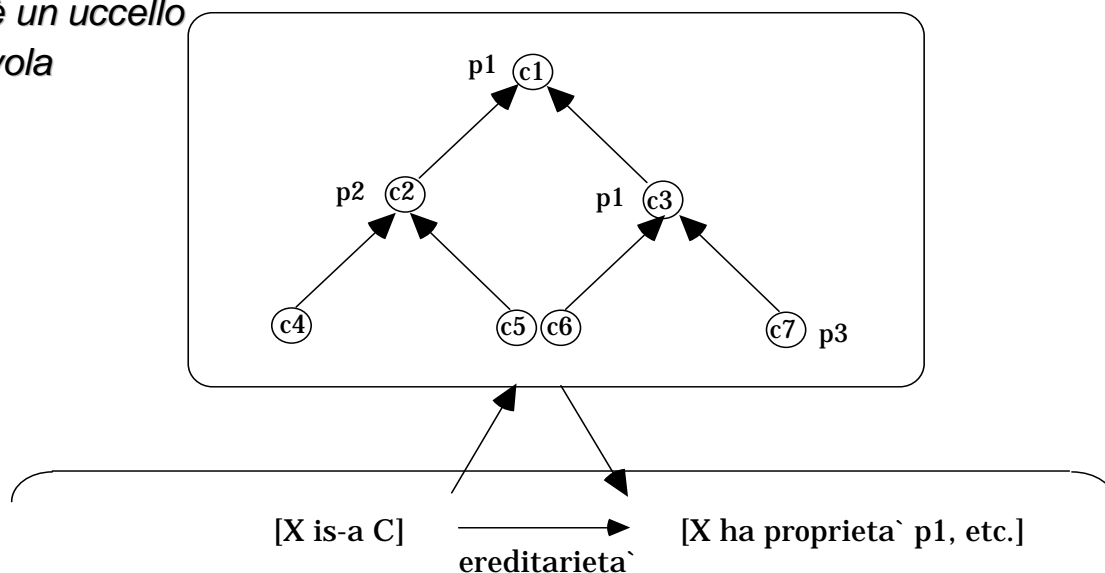 è un uccello
vola
p1 c1
p2 c2 p1 c3
c4 c5 c6 c7 p3
[X is-a C] [X ha proprieta` p1, etc.]
ereditarieta`